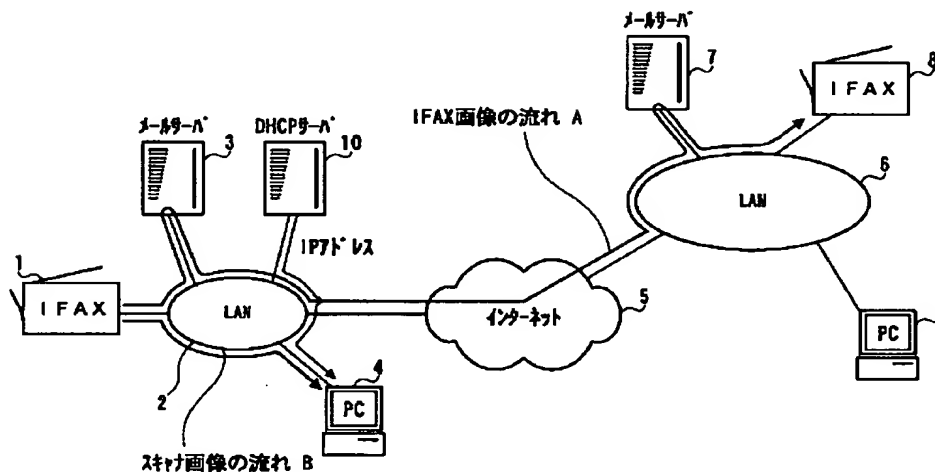 メールサーバ
7
IFAX
8
IFAX画像の流れ A
メールサーバ
3
DHCPサーバ
10
LAN
6
IPアドレス
1
IFAX
LAN
インターネット
5
PC
2
4
PC
スキャナ画像の流れ B